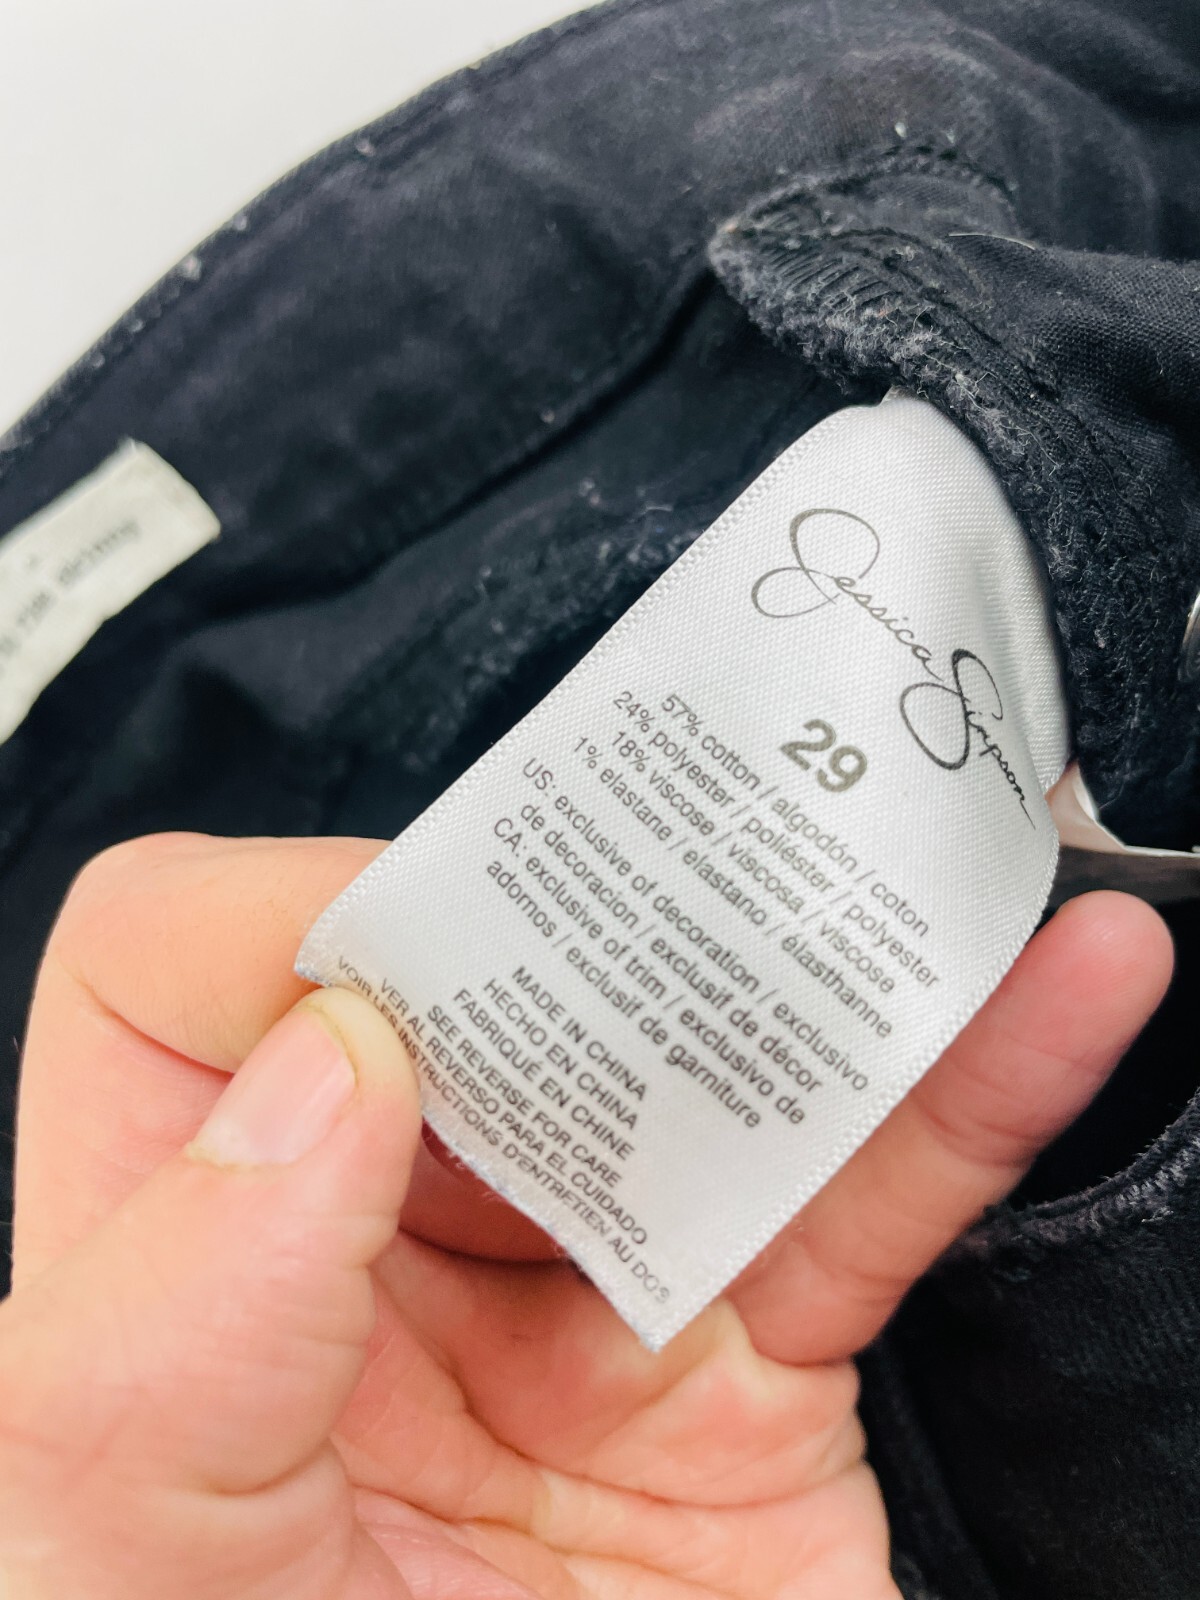 Jessica Simpson
29
57% cotton / algodón / coton
24% polyester / poliéster / polyester
18% viscose / viscosa / viscose
1% elastane / elastano / élasthanne
US: exclusive of decoration / exclusivo
de decoracion / exclusif de décor
CA: exclusive of trim / exclusivo de
adornos / exclusif de garniture
MADE IN CHINA
HECHO EN CHINA
FABRIQUÉ EN CHINE
SEE REVERSE FOR CARE
VER AL REVERSO PARA EL CUIDADO
VOIR LES INSTRUCTIONS D'ENTRETIEN AU DOS
skinny